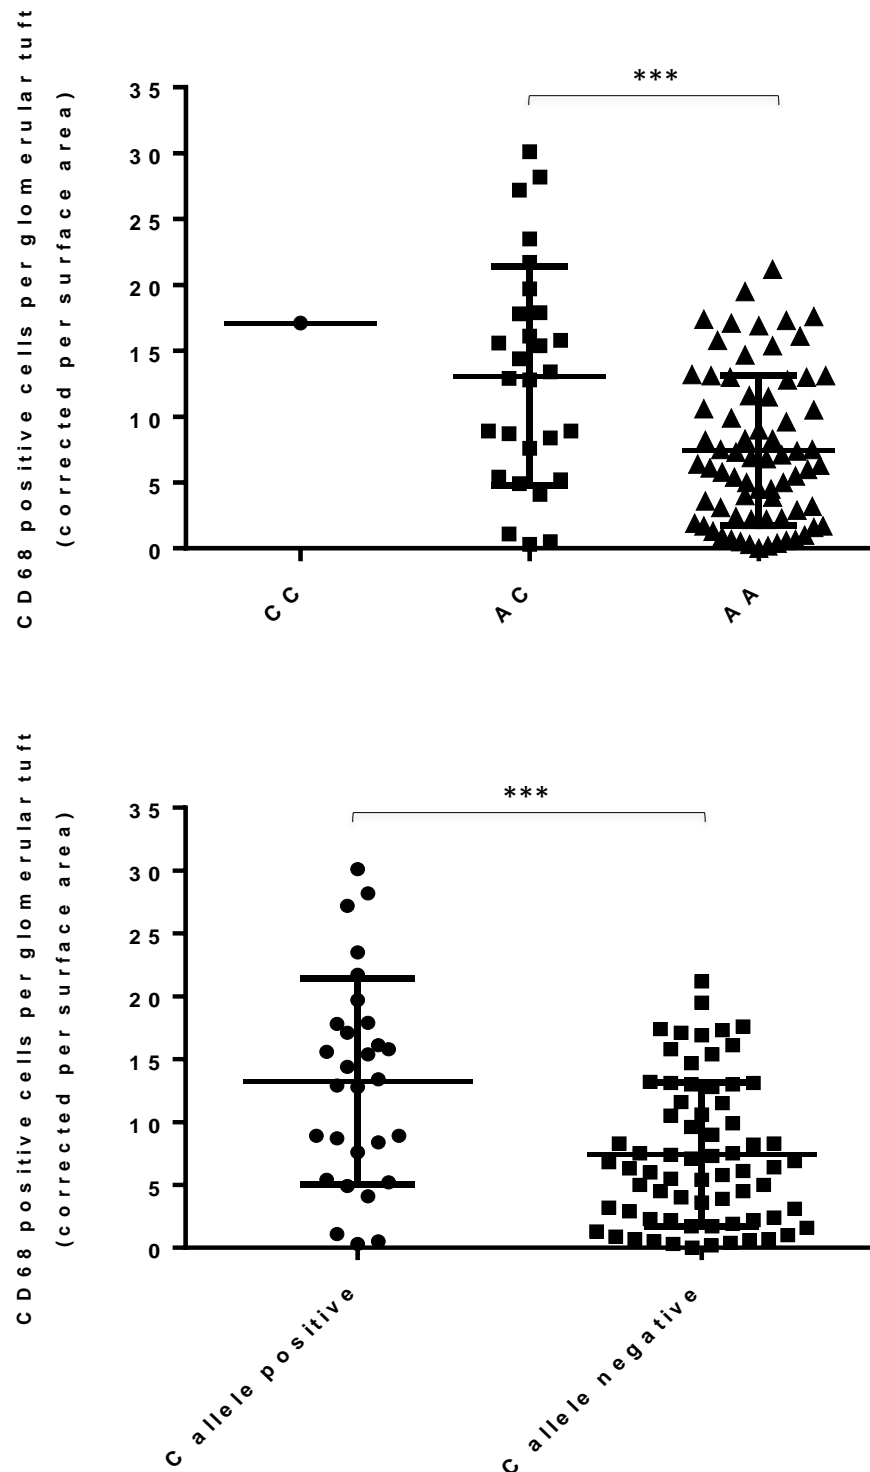 CD68 positive cells per glomerular tuft
(corrected per surface area)
***
35
30
25
20
15
10
5
0
CC
AC
AA
CD68 positive cells per glomerular tuft
(corrected per surface area)
***
35
30
25
20
15
10
5
0
C allele positive
C allele negative